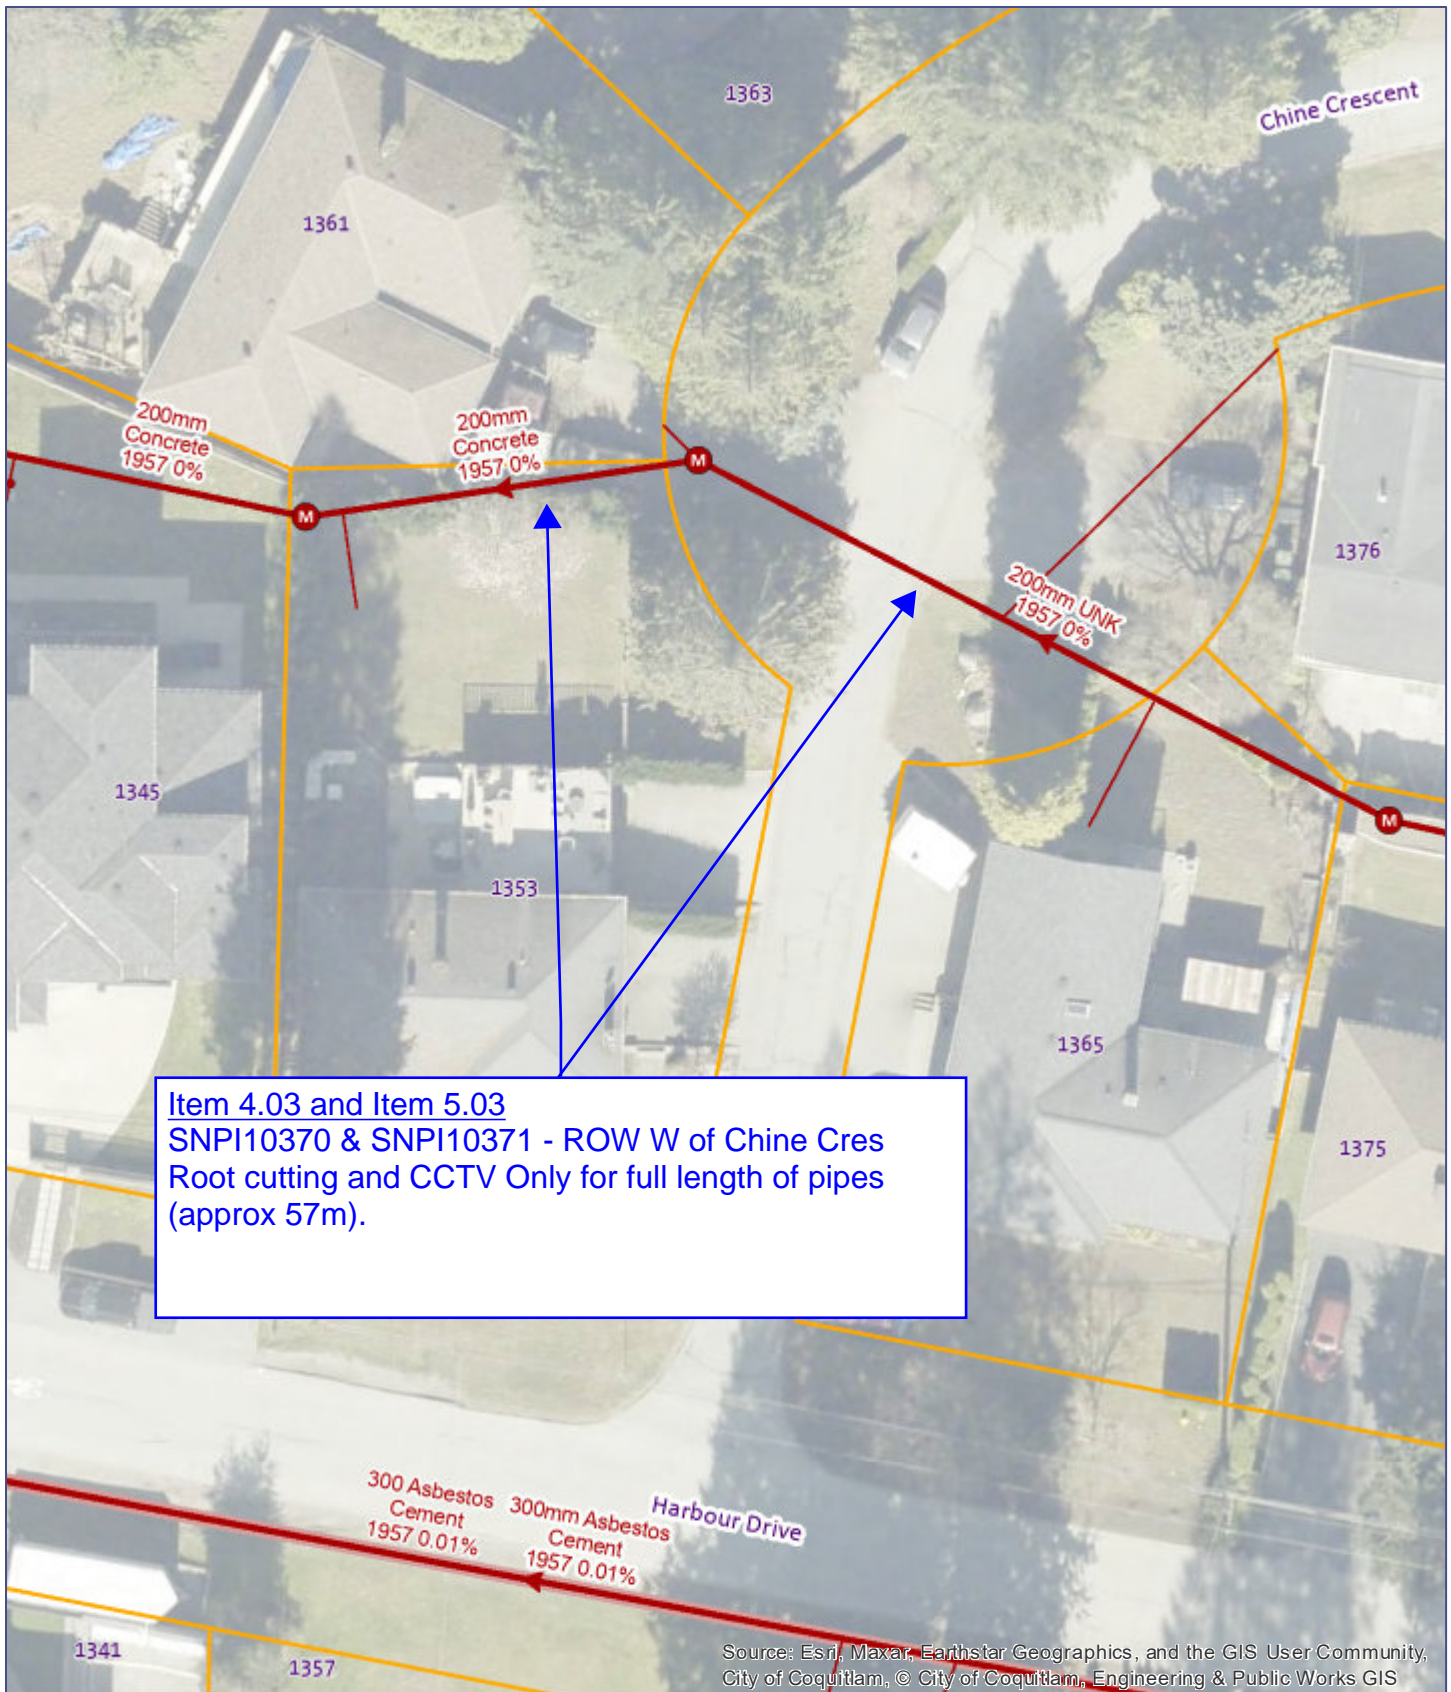 1363
Chine Crescent
1361
200mm
Concrete
1957 0%
200mm
Concrete
1957 0%
M
M
1376
200mm UNK
1957 0%
1345
M
1353
1365
Item 4.03 and Item 5.03
SNPI10370 & SNPI10371 - ROW W of Chine Cres
Root cutting and CCTV Only for full length of pipes
(approx 57m).
1375
300 Asbestos
Cement
1957 0.01%
300mm Asbestos
Cement
1957 0.01%
Harbour Drive
1341
1357
Source: Esri, Maxar, Earthstar Geographics, and the GIS User Community,
City of Coquitlam, © City of Coquitlam, Engineering & Public Works GIS